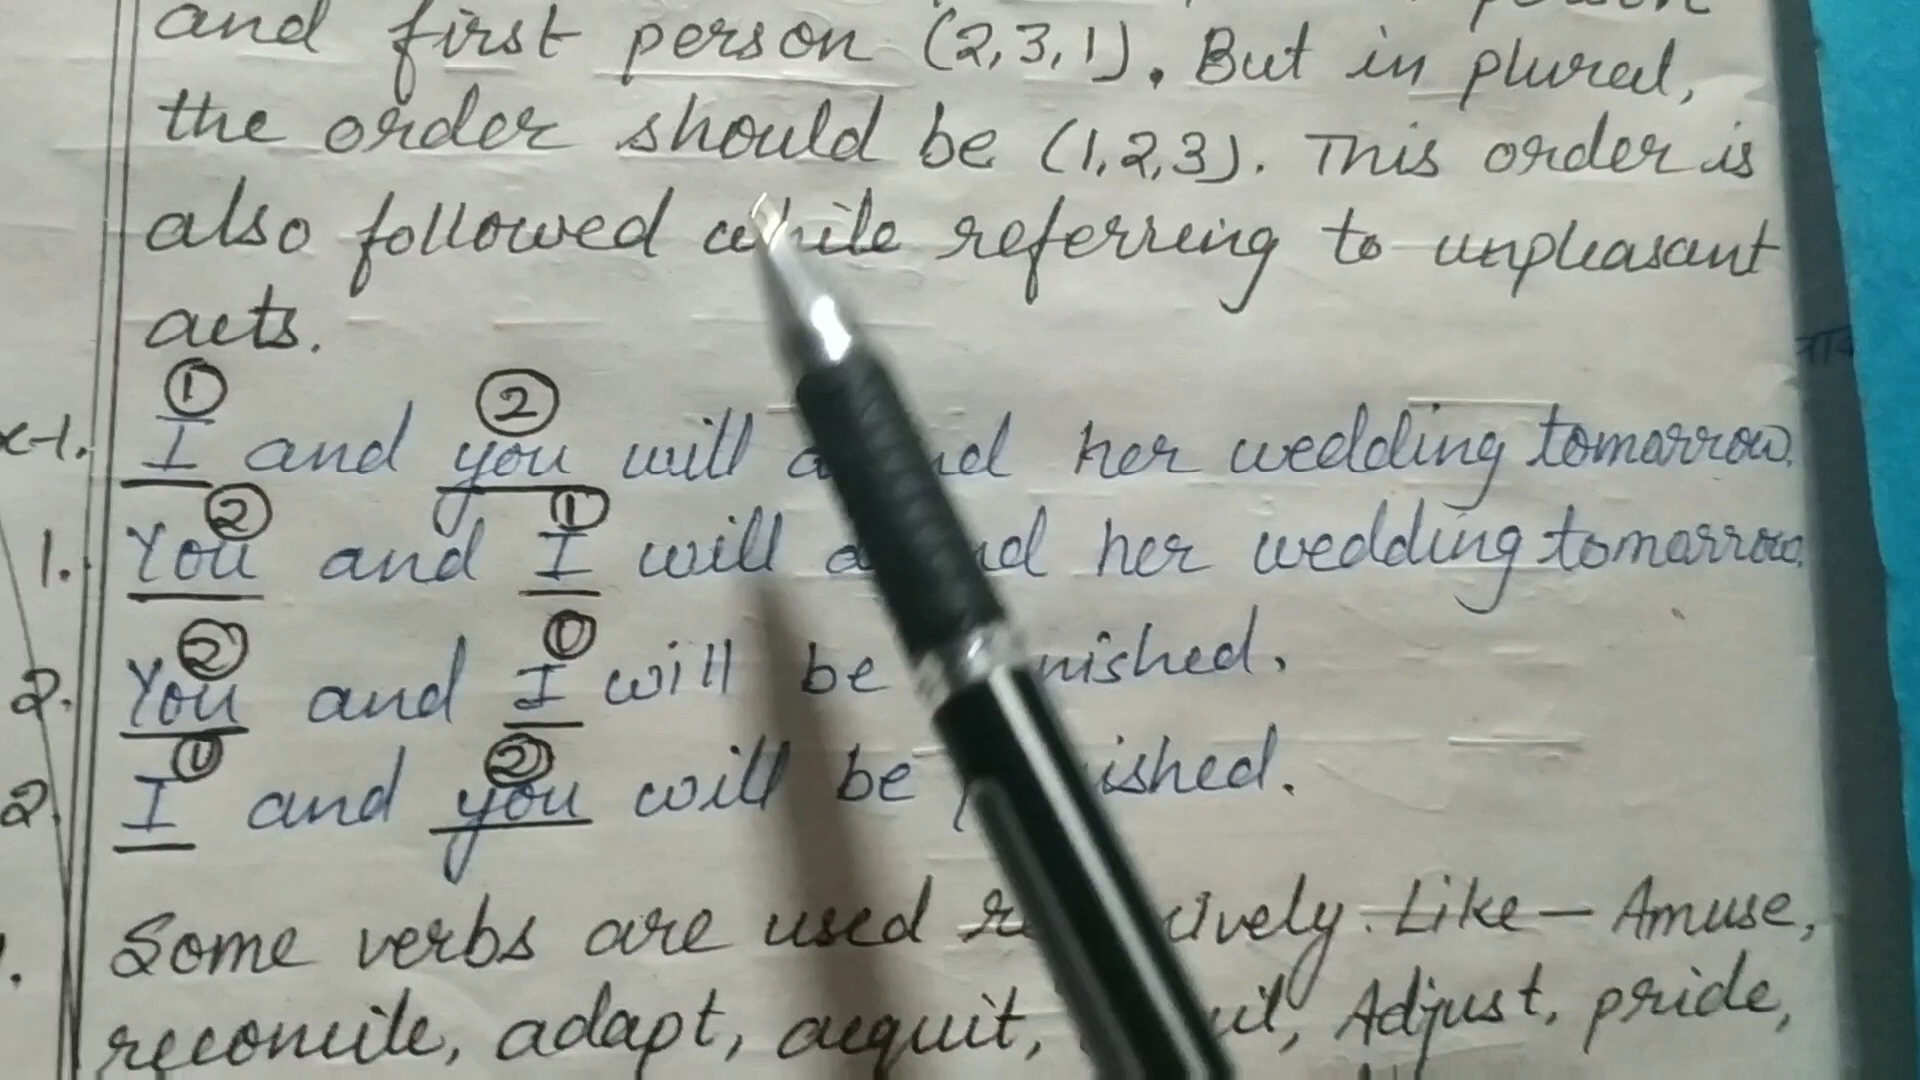 and first person (2,3,1). But in plural,
the order should be (1,2,3). This order is
also followed while referring to unpleasant
acts.
① ②
x-1. I and you will her wedding tomorrow.
② ①
1. You and I will her wedding tomorrow.
② ①
2. You and I will be
① ②
2. I and you will be
Some verbs are used Like - Amuse,
reconcile, adapt, acquit, Adjust, pride,